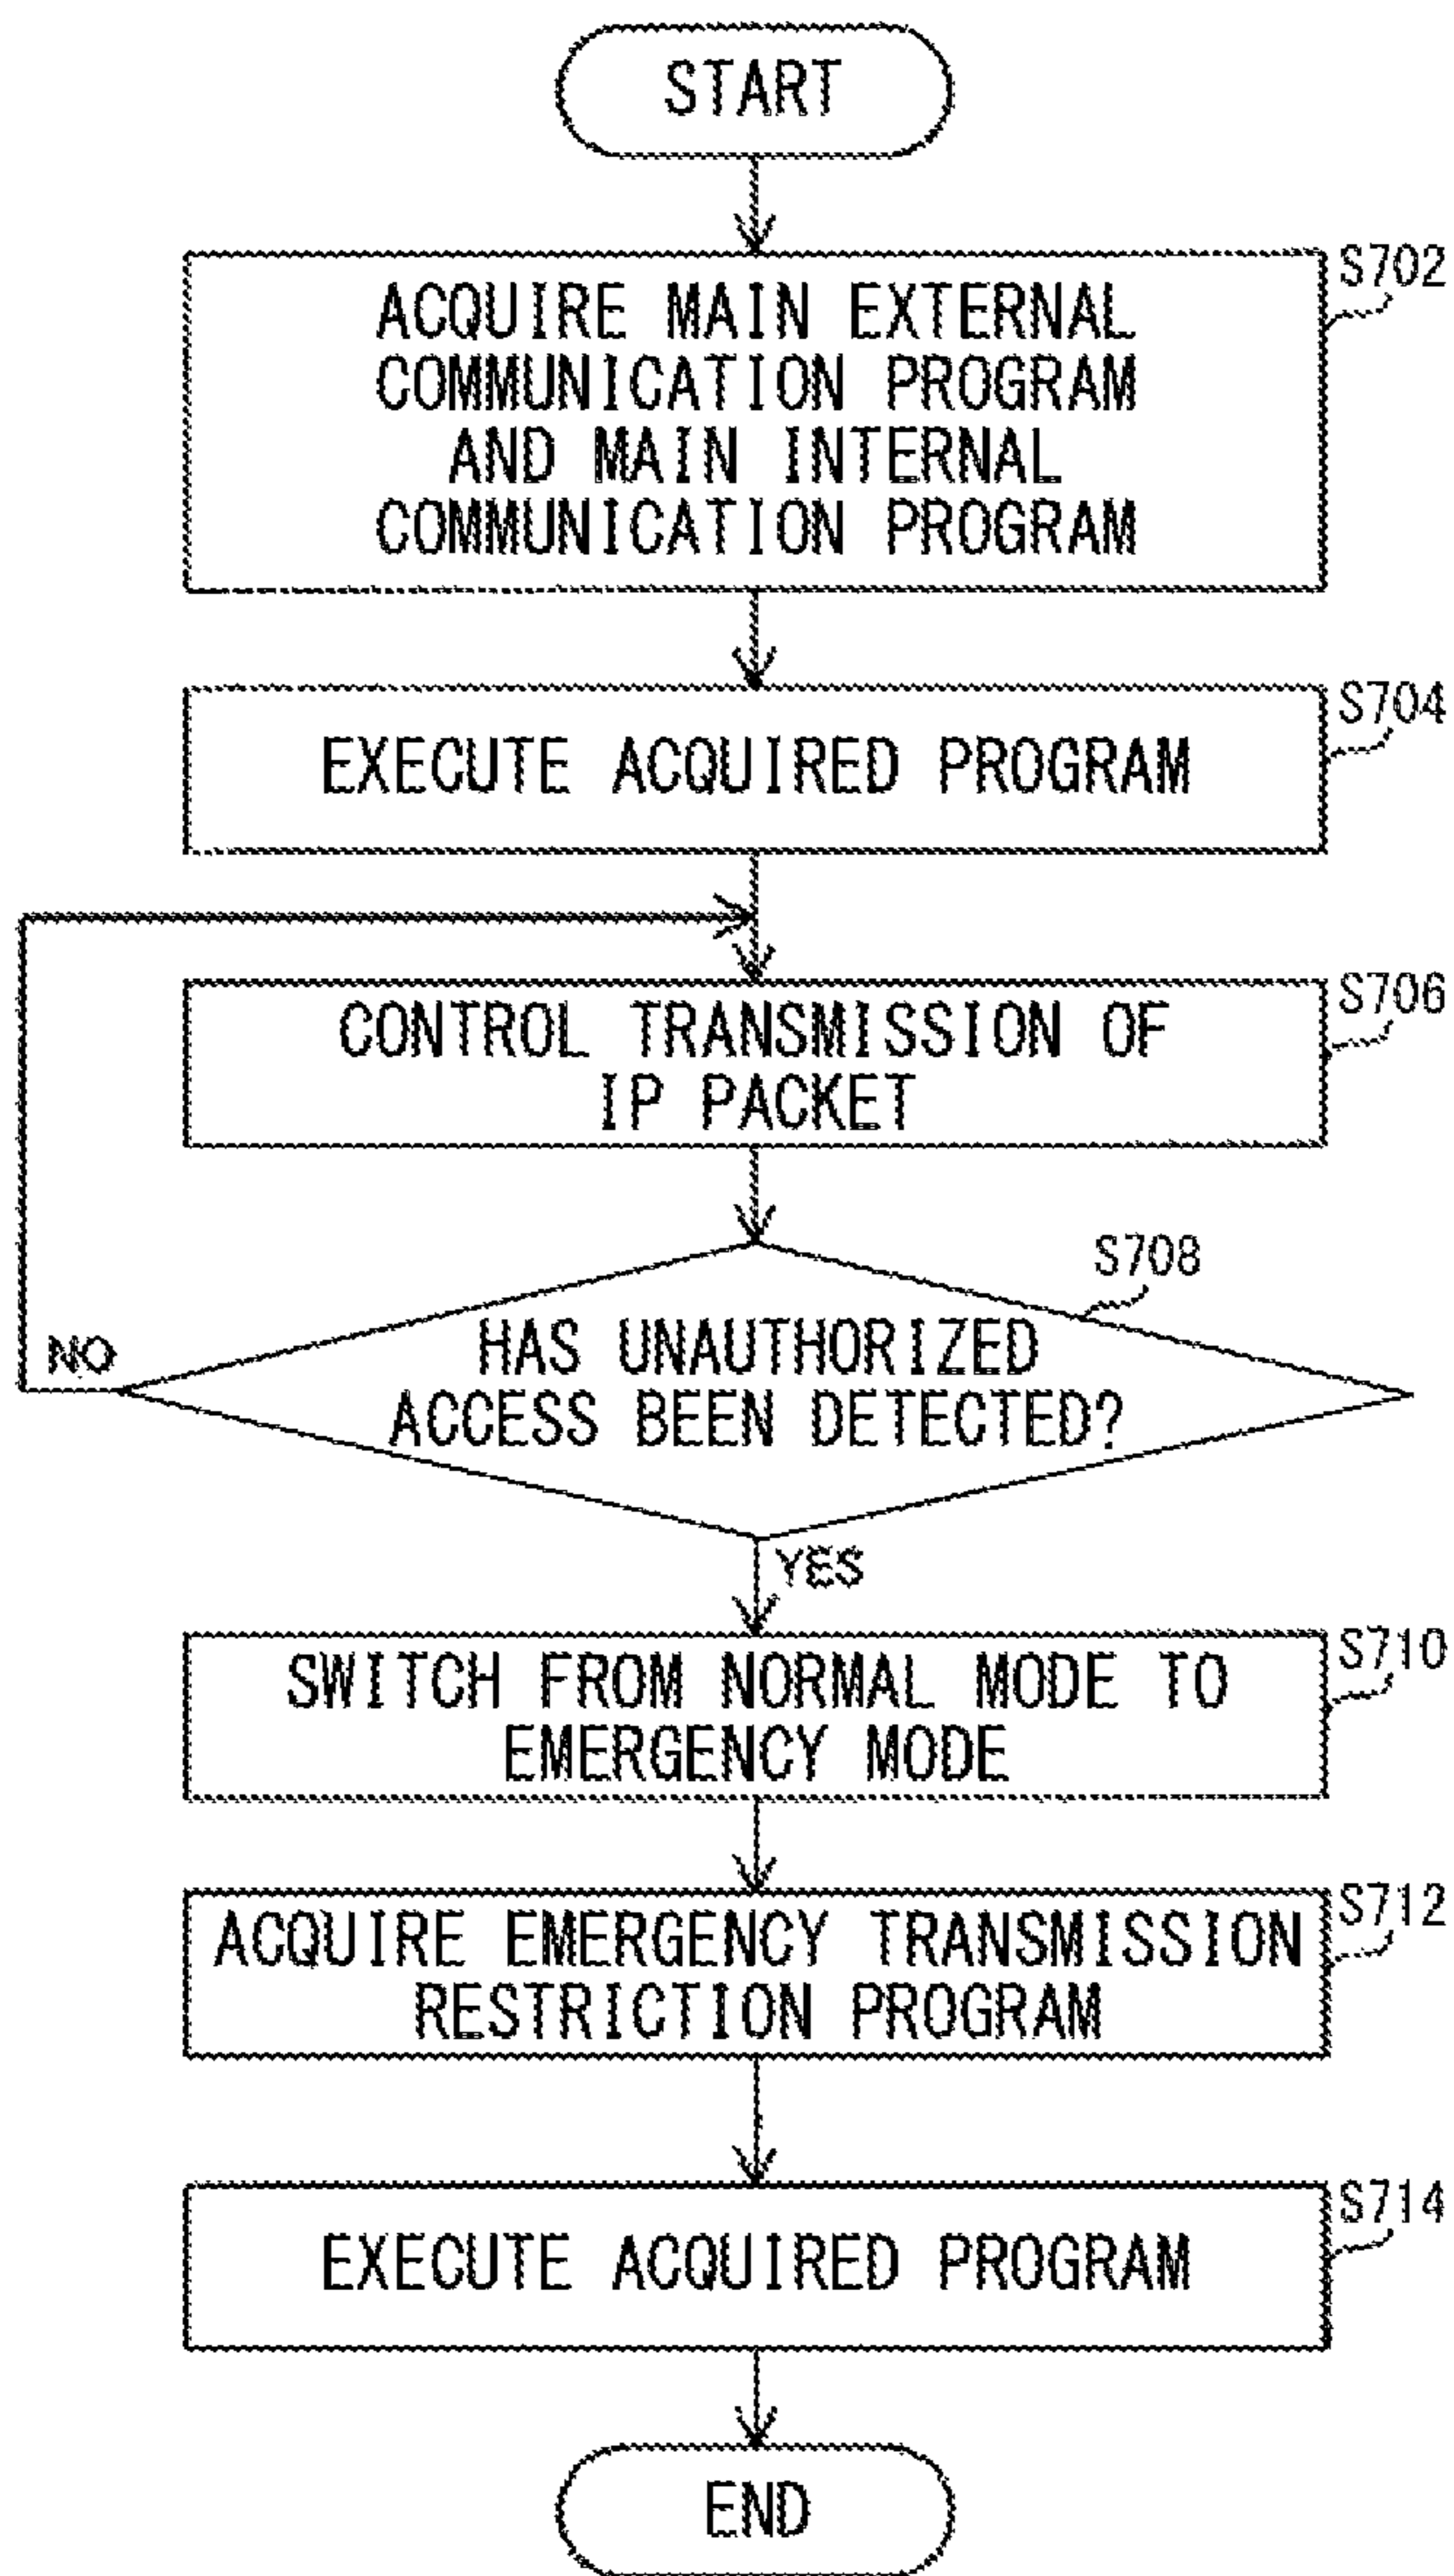 START
S702
ACQUIRE MAIN EXTERNAL
COMMUNICATION PROGRAM
AND MAIN INTERNAL
COMMUNICATION PROGRAM
S704
EXECUTE ACQUIRED PROGRAM
S706
CONTROL TRANSMISSION OF
IP PACKET
S708
HAS UNAUTHORIZED
ACCESS BEEN DETECTED?
NO
YES
S710
SWITCH FROM NORMAL MODE TO
EMERGENCY MODE
S712
ACQUIRE EMERGENCY TRANSMISSION
RESTRICTION PROGRAM
S714
EXECUTE ACQUIRED PROGRAM
END